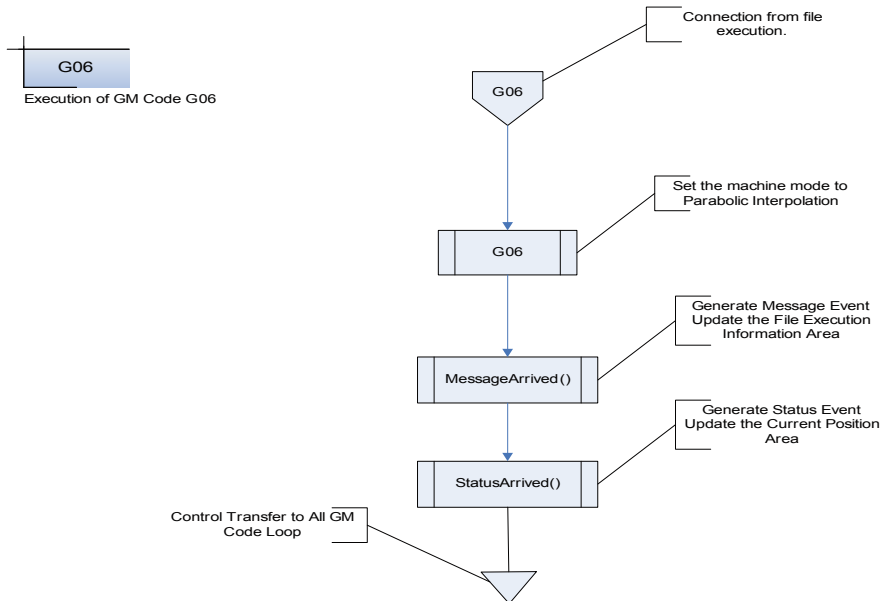 G06
Execution of GM Code G06
Connection from file
execution.
G06
Set the machine mode to
Parabolic Interpolation
G06
Generate Message Event
Update the File Execution
Information Area
MessageArrived()
Generate Status Event
Update the Current Position
Area
StatusArrived()
Control Transfer to All GM
Code Loop